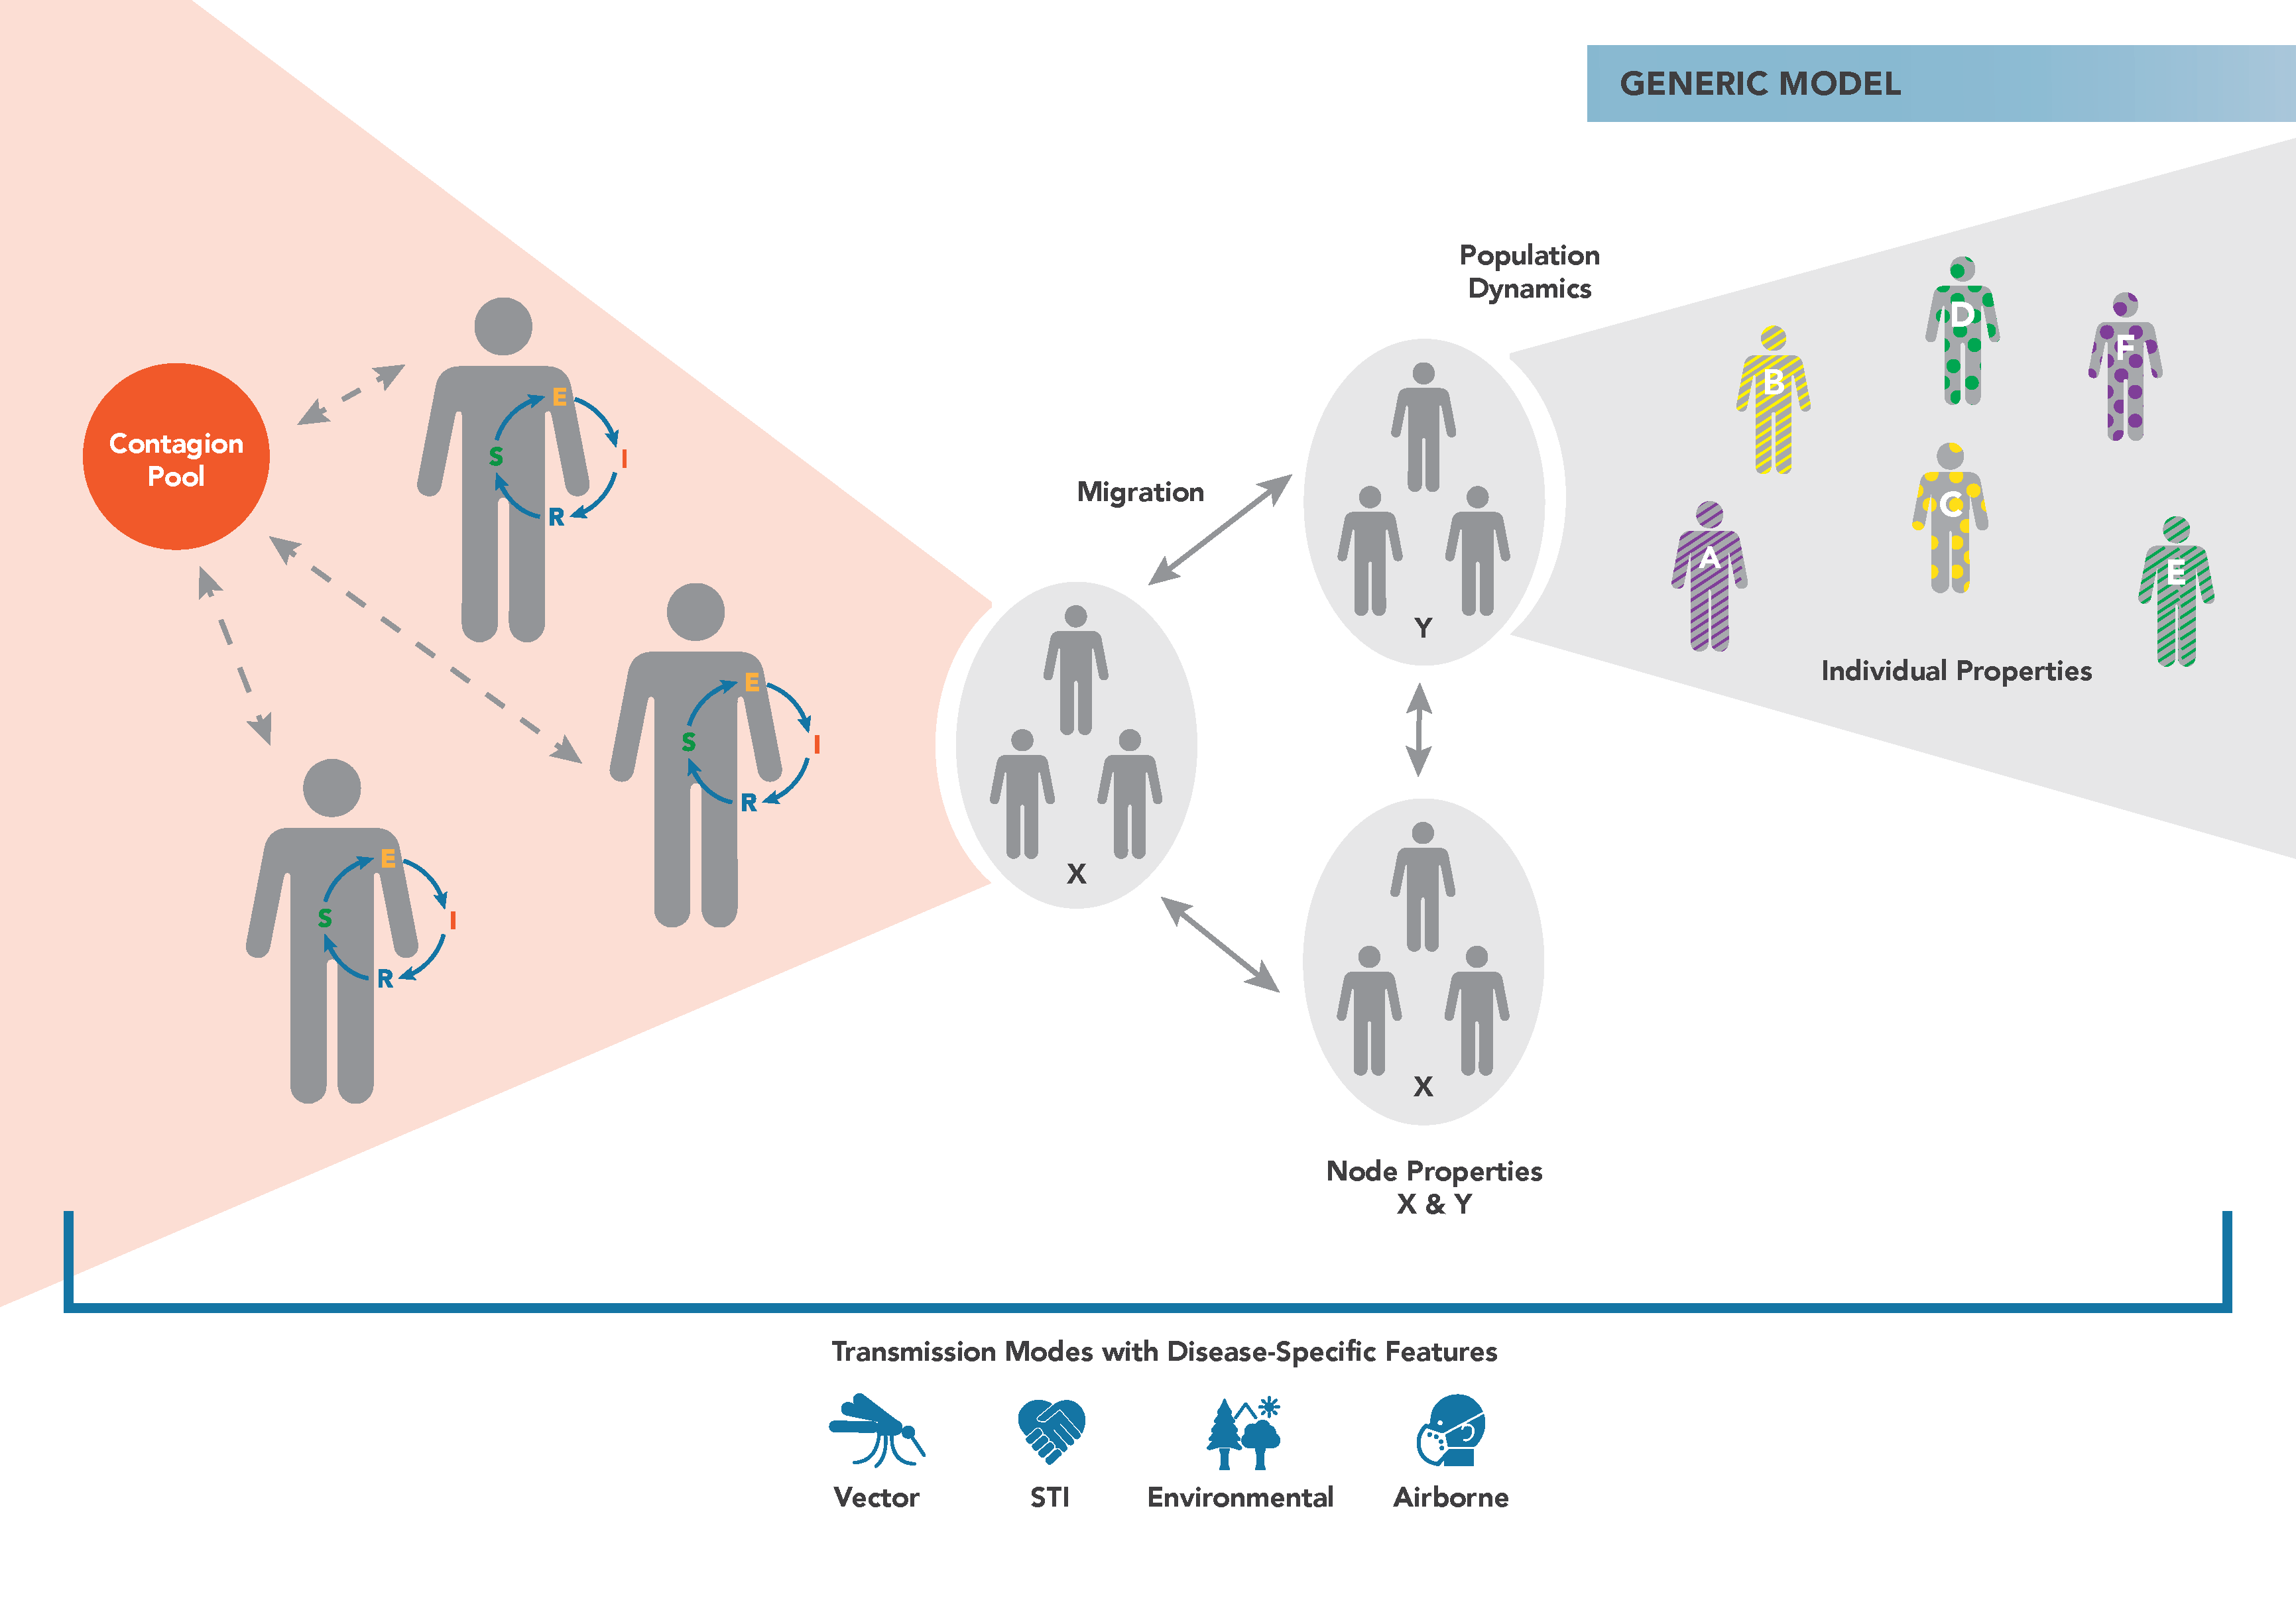 GENERIC MODEL
Population
Dynamics
D
F
B
Contagion
Pool
E
S
I
R
Migration
C
A
E
Y
Individual Properties
E
S
I
R
X
E
S
I
R
X
Node Properties
X & Y
Transmission Modes with Disease-Specific Features
Vector
STI
Environmental
Airborne